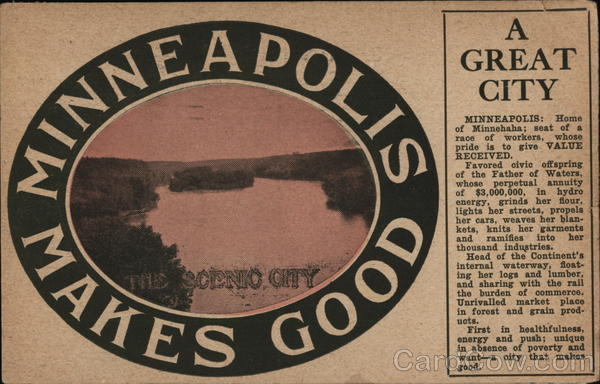 MINNEAPOLIS
MAKES GOOD
THE SCENIC CITY
A
GREAT
CITY
MINNEAPOLIS: Home
of Minnehaha; seat of a
race of workers, whose
pride is to give VALUE
RECEIVED.
Favored civic offspring
of the Father of Waters,
whose perpetual annuity
of $3,000,000, in hydro
energy, grinds her flour,
lights her streets, propels
her cars, weaves her blan-
kets, knits her garments
and ramifies into her
thousand industries.
Head of the Continent's
internal waterway, float-
ing her logs and lumber,
and sharing with the rail
the burden of commerce.
Unrivalled market place
in forest and grain prod-
ucts.
First in healthfulness,
energy and push; unique
in absence of poverty and
want—a city that makes
good.
CardCow.com